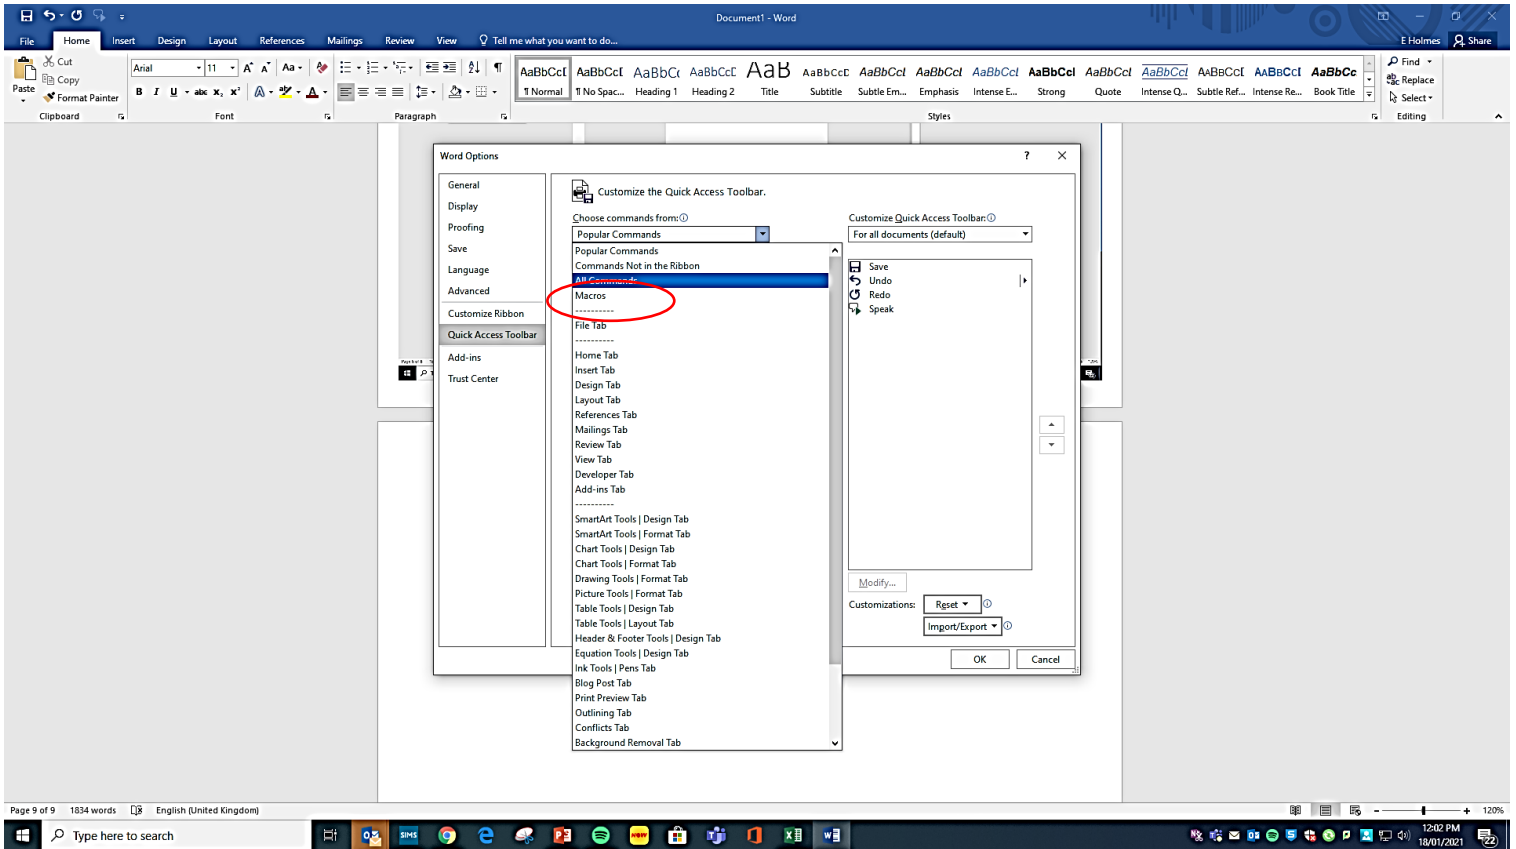 Document1 - Word
File Home Insert Design Layout References Mailings Review View Tell me what you want to do... E Holmes Share
Paste
Cut
Copy
Format Painter
Clipboard
Arial 11 A A Aa
B I U abc x₂ x² A aby A
Font
Paragraph
AaBbCcI AaBbCcI AaBbCc AaBbCcD AaB AaBbCcD AaBbCcI AaBbCcI AaBbCcI AaBbCcI AaBbCcI AaBbCcI AaBbCcI AaBbCcI AaBbCc
¶ Normal ¶ No Spac... Heading 1 Heading 2 Title Subtitle Subtle Em... Emphasis Intense E... Strong Quote Intense Q... Subtle Ref... Intense Re... Book Title
Styles
Find
Replace
Select
Editing
Word Options
? ×
General
Display
Proofing
Save
Language
Advanced
Customize Ribbon
Quick Access Toolbar
Add-ins
Trust Center
Customize the Quick Access Toolbar.
Choose commands from:
Popular Commands
Popular Commands
Commands Not in the Ribbon
All Commands
Macros
----------
File Tab
----------
Home Tab
Insert Tab
Design Tab
Layout Tab
References Tab
Mailings Tab
Review Tab
View Tab
Developer Tab
Add-ins Tab
----------
SmartArt Tools | Design Tab
SmartArt Tools | Format Tab
Chart Tools | Design Tab
Chart Tools | Format Tab
Drawing Tools | Format Tab
Picture Tools | Format Tab
Table Tools | Design Tab
Table Tools | Layout Tab
Header & Footer Tools | Design Tab
Equation Tools | Design Tab
Ink Tools | Pens Tab
Blog Post Tab
Print Preview Tab
Outlining Tab
Conflicts Tab
Background Removal Tab
Customize Quick Access Toolbar:
For all documents (default)
Save
Undo
Redo
Speak
Modify...
Customizations: Reset
Import/Export
OK Cancel
Page 9 of 9 1834 words English (United Kingdom) 120%
Type here to search
SIMS
NOW
12:02 PM
18/01/2021
22